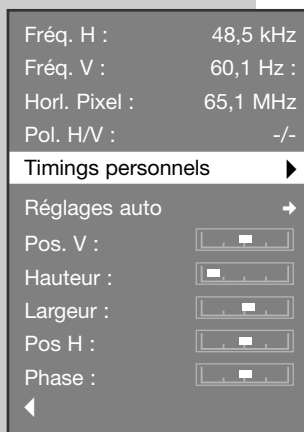 Fréq. H : 48,5 kHz
Fréq. V : 60,1 Hz :
Horl. Pixel : 65,1 MHz
Pol. H/V : -/-
Timings personnels
Réglages auto
Pos. V :
Hauteur :
Largeur :
Pos H :
Phase :